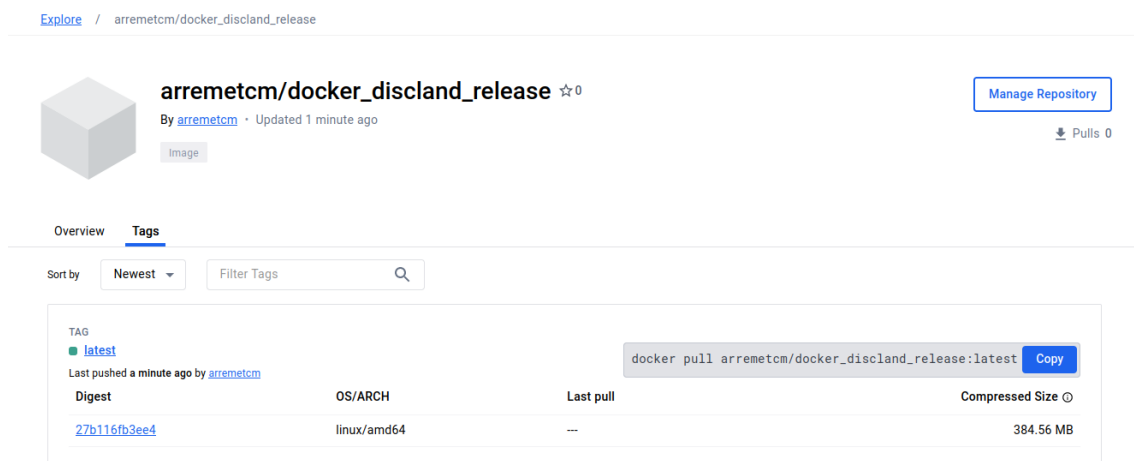 Explore / arremetcm/docker_discland_release
arremetcm/docker_discland_release ☆0
By arremetcm · Updated 1 minute ago
Image
Manage Repository
Pulls 0
Overview Tags
Sort by Newest Filter Tags
TAG
latest
Last pushed a minute ago by arremetcm
docker pull arremetcm/docker_discland_release:latest Copy
Digest OS/ARCH Last pull Compressed Size
27b116fb3ee4 linux/amd64 --- 384.56 MB